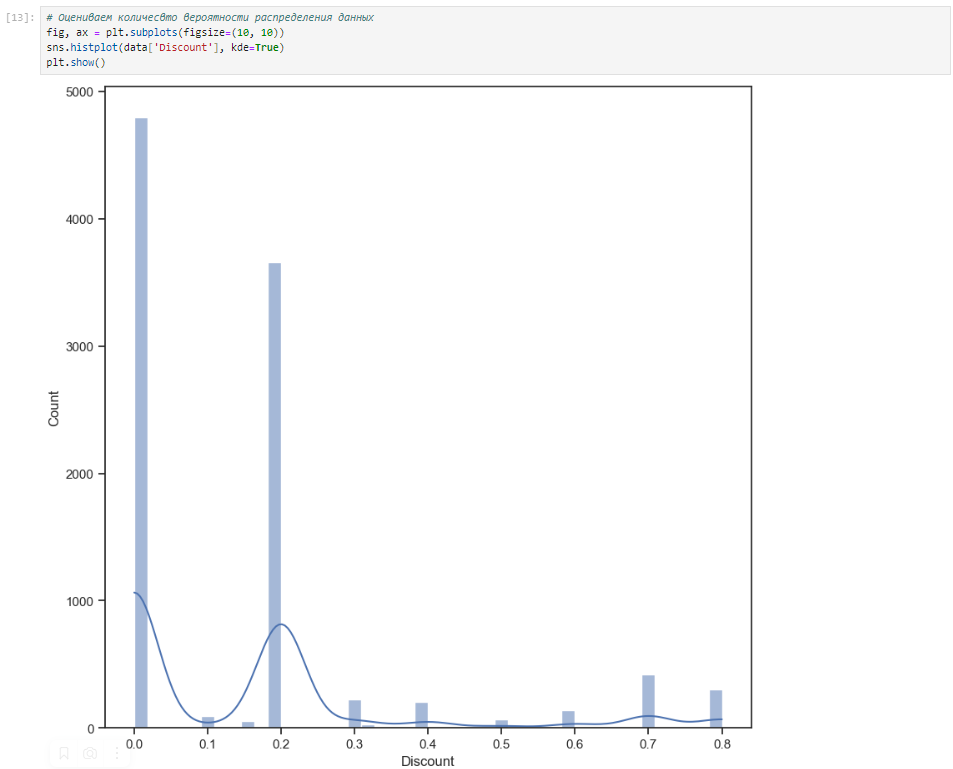 [13]: # Оцениваем количесвто вероятности распределения данных
fig, ax = plt.subplots(figsize=(10, 10))
sns.histplot(data['Discount'], kde=True)
plt.show()
5000
4000
3000
2000
1000
0
Count
0.0 0.1 0.2 0.3 0.4 0.5 0.6 0.7 0.8
Discount